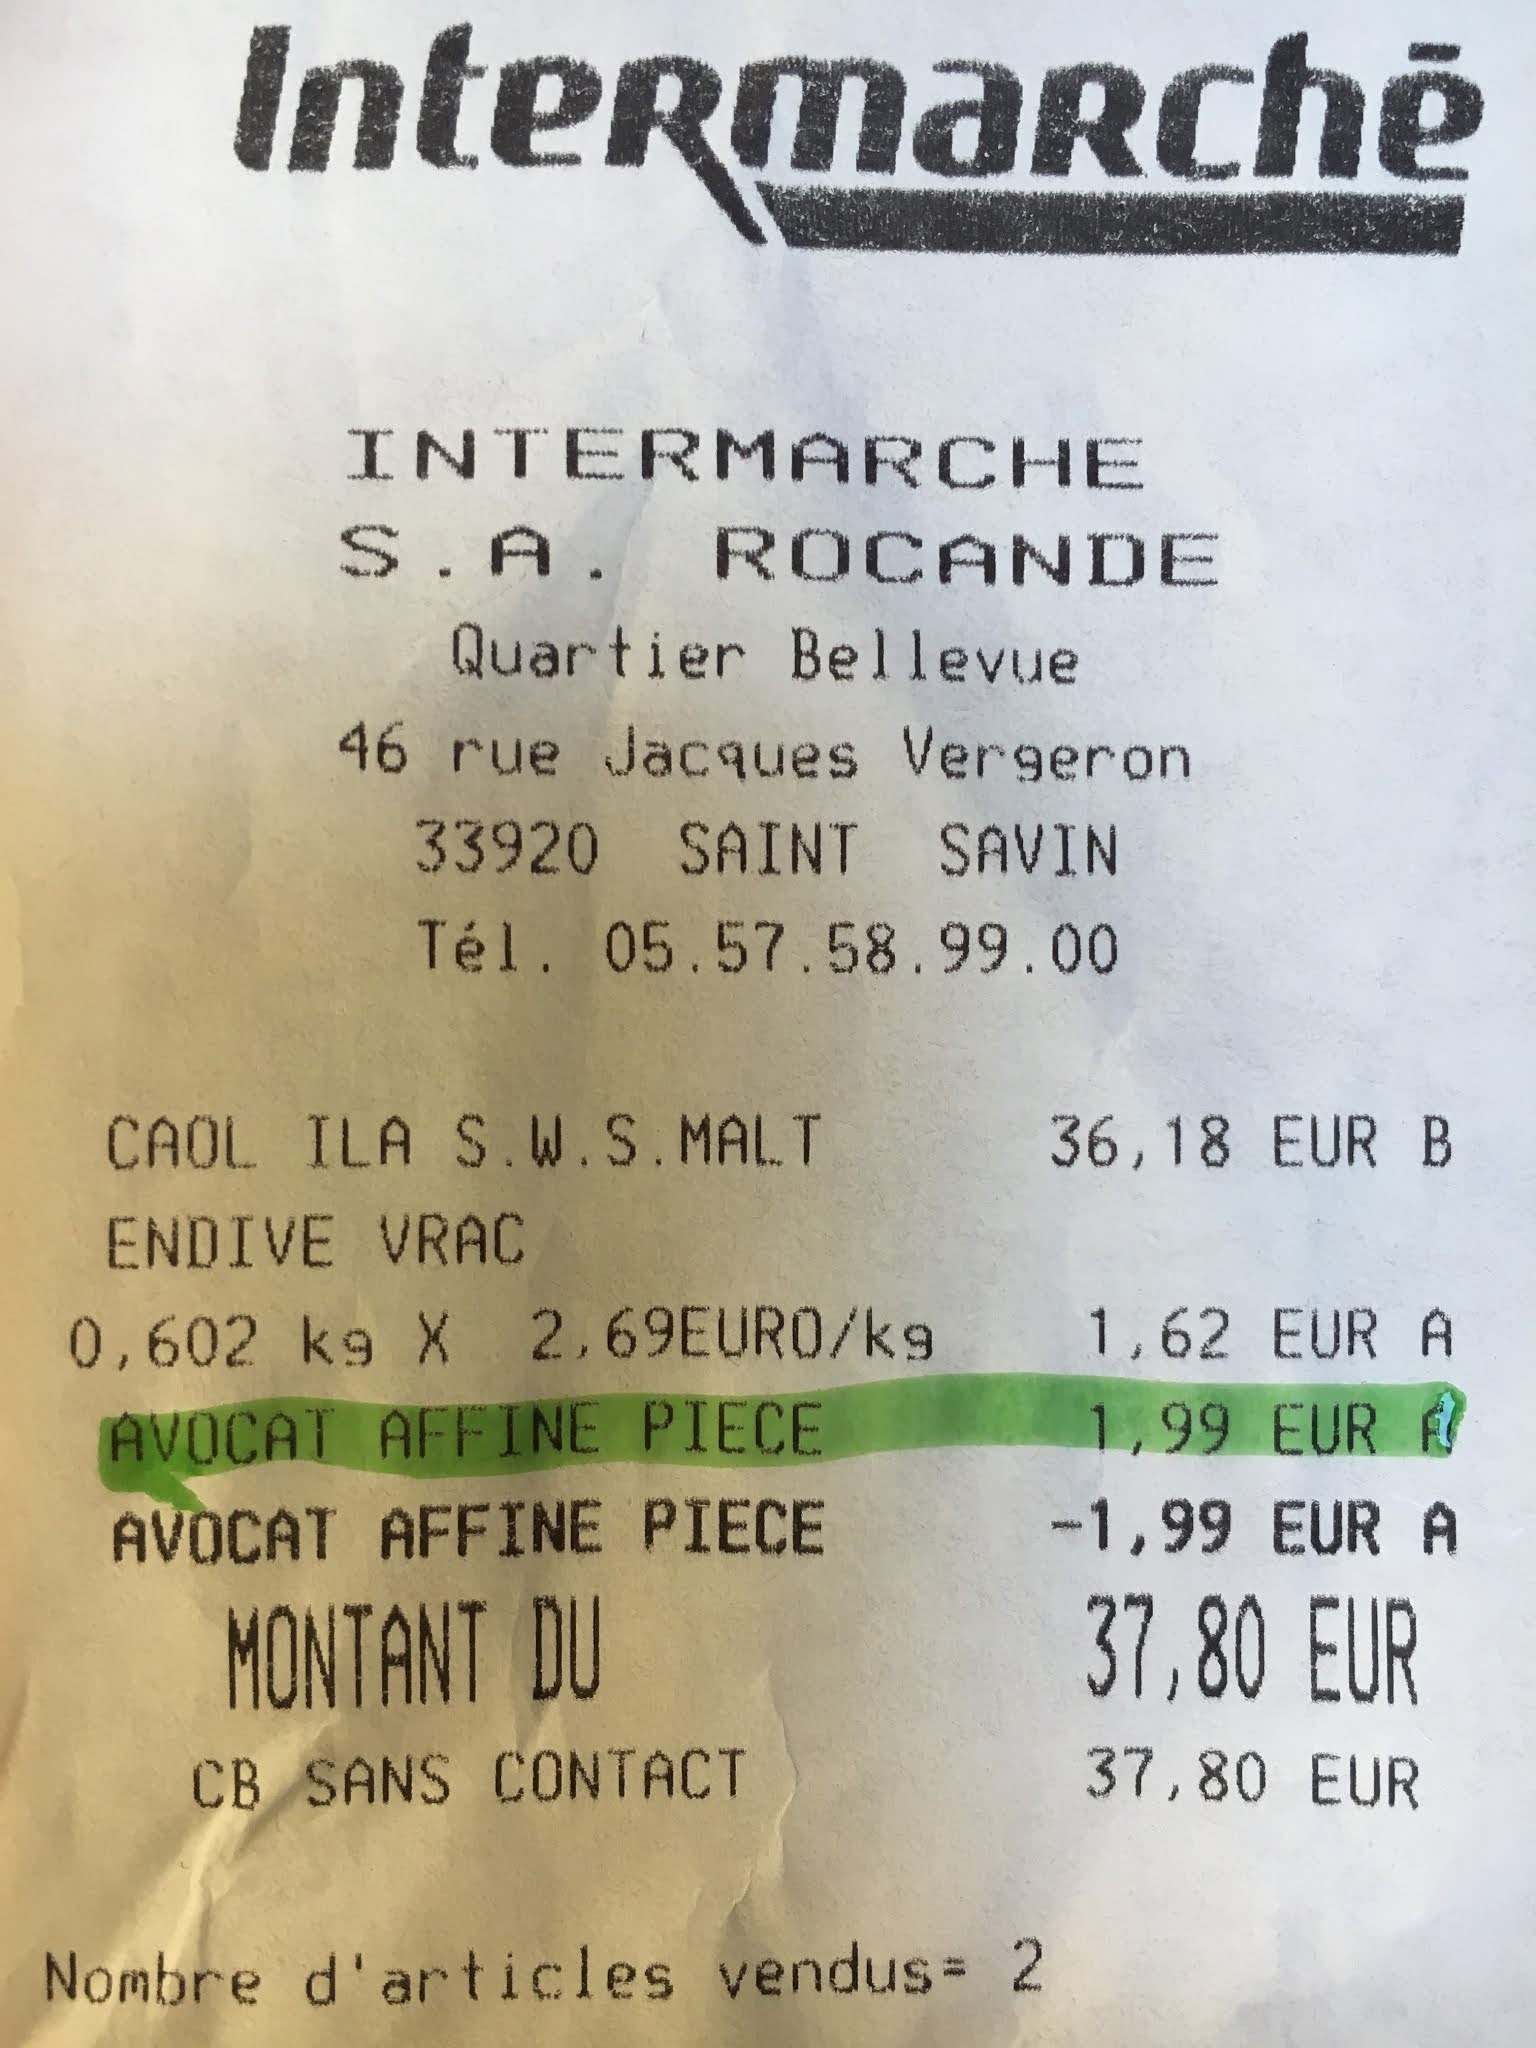 Intermarché
INTERMARCHE
S.A. ROCANDE
Quartier Bellevue
46 rue Jacques Vergeron
33920 SAINT SAVIN
Tél. 05.57.58.99.00
CAOL ILA S.W.S.MALT 36,18 EUR B
ENDIVE VRAC
0,602 kg X 2,69EURO/kg 1,62 EUR A
AVOCAT AFFINE PIECE 1,99 EUR A
AVOCAT AFFINE PIECE -1,99 EUR A
MONTANT DU 37,80 EUR
CB SANS CONTACT 37,80 EUR
Nombre d'articles vendus= 2